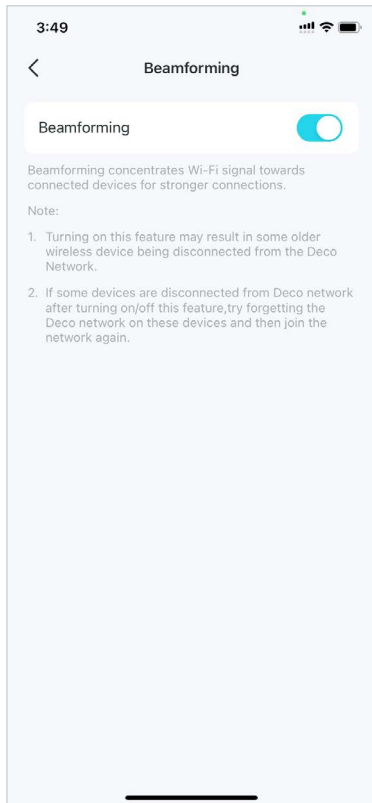 3:49
Beamforming
Beamforming
Beamforming concentrates Wi-Fi signal towards
connected devices for stronger connections.
Note:
1. Turning on this feature may result in some older
wireless device being disconnected from the Deco
Network.
2. If some devices are disconnected from Deco network
after turning on/off this feature,try forgetting the
Deco network on these devices and then join the
network again.